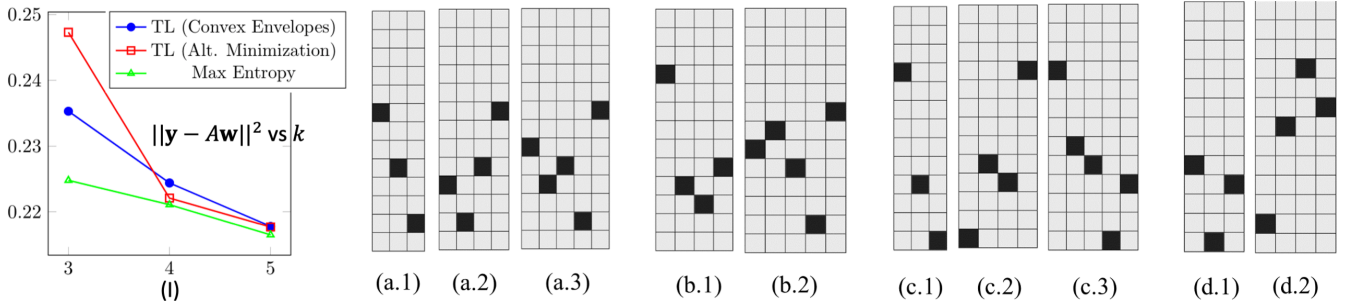 0.25
0.24
0.23
0.22
3
4
5
TL (Convex Envelopes)
TL (Alt. Minimization)
Max Entropy
||𝐲 − A𝐰||² vs k
(I)
(a.1) (a.2) (a.3) (b.1) (b.2) (c.1) (c.2) (c.3) (d.1) (d.2)